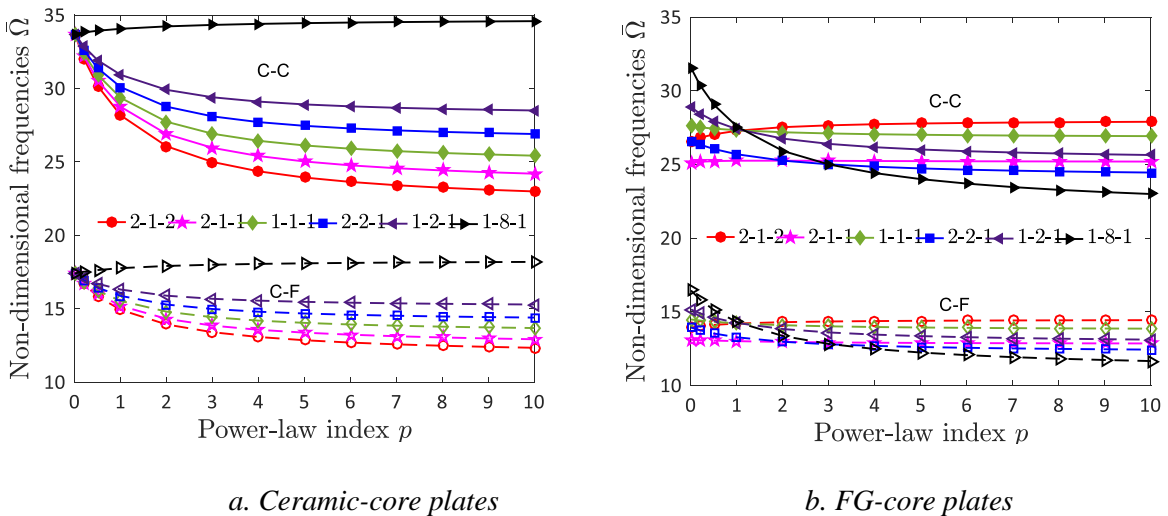 Non-dimensional frequencies Ω̄
35
30
25
20
15
10
C-C
2-1-2 2-1-1 1-1-1 2-2-1 1-2-1 1-8-1
C-F
0 1 2 3 4 5 6 7 8 9 10
Power-law index p
a. Ceramic-core plates
Non-dimensional frequencies Ω̄
35
30
25
20
15
10
C-C
2-1-2 2-1-1 1-1-1 2-2-1 1-2-1 1-8-1
C-F
0 1 2 3 4 5 6 7 8 9 10
Power-law index p
b. FG-core plates